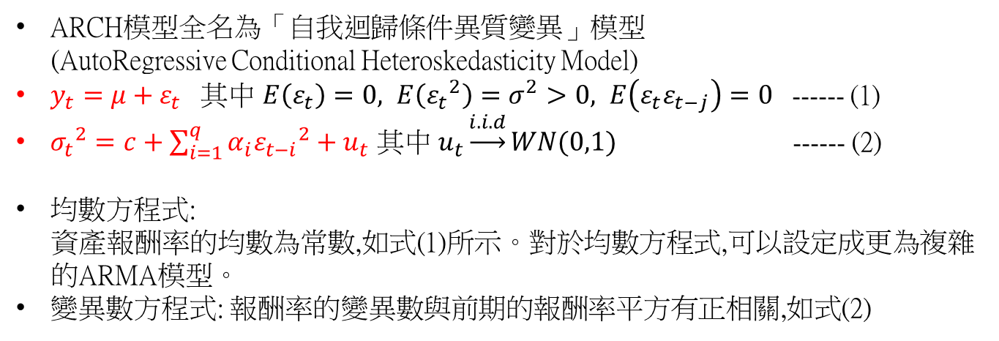 • ARCH模型全名為「自我迴歸條件異質變異」模型
(AutoRegressive Conditional Heteroskedasticity Model)
• $y_t = \mu + \varepsilon_t$ 其中 $E(\varepsilon_t) = 0,\ E({\varepsilon_t}^2) = \sigma^2 > 0,\ E(\varepsilon_t \varepsilon_{t-j}) = 0$ ------ (1)
• ${\sigma_t}^2 = c + \sum_{i=1}^{q} \alpha_i {\varepsilon_{t-i}}^2 + u_t$ 其中 $u_t \xrightarrow{i.i.d} WN(0,1)$ ------ (2)
• 均數方程式:
資產報酬率的均數為常數,如式(1)所示。對於均數方程式,可以設定成更為複雜
的ARMA模型。
• 變異數方程式: 報酬率的變異數與前期的報酬率平方有正相關,如式(2)